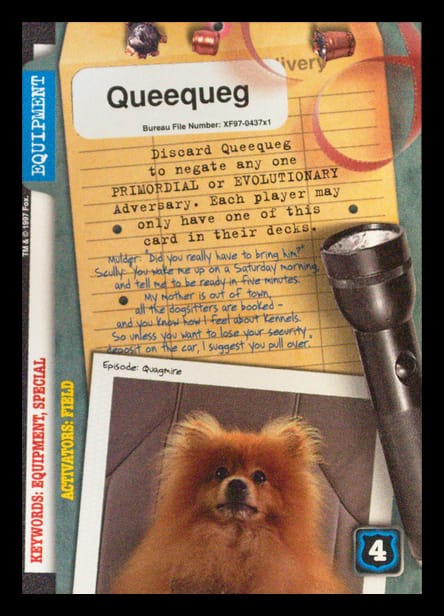 livery
Queequeg
Bureau File Number: XF97-0437x1
Discard Queequeg
to negate any one
PRIMORDIAL or EVOLUTIONARY
Adversary. Each player may
only have one of this
card in their decks.
Mulder: "Did you really have to bring him?"
Scully: "You wake me up on a Saturday morning,
and tell me to be ready in five minutes.
My mother is out of town,
all the dogsitters are booked -
and you know how I feel about kennels.
So unless you want to lose your security
deposit on the car, I suggest you pull over."
Episode: Quagmire
4
EQUIPMENT
TM & © 1997 Fox.
KEYWORDS: EQUIPMENT, SPECIAL
ACTIVATORS: FIELD